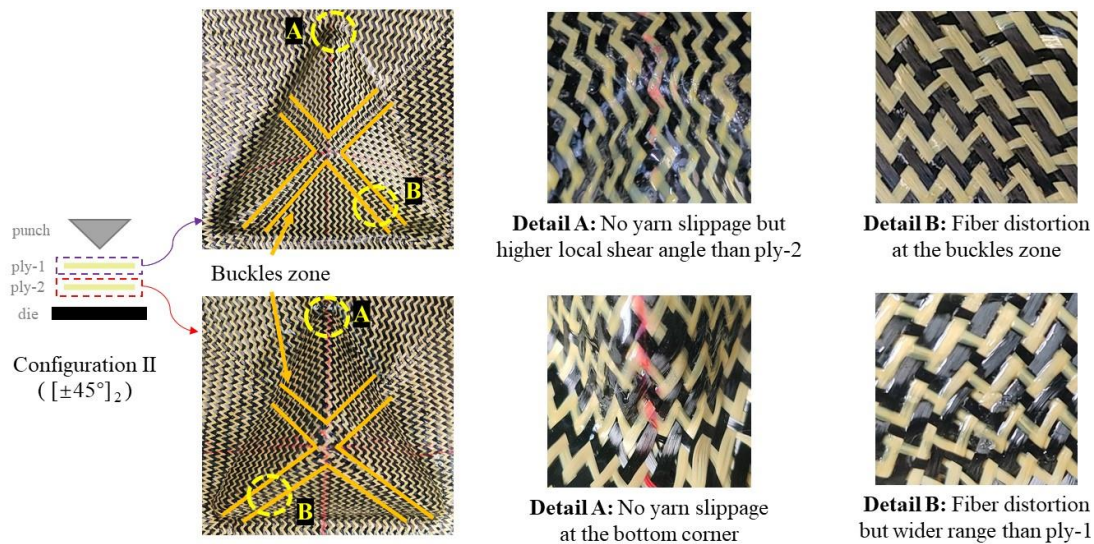 A
B
punch
ply-1
ply-2
die
Configuration II
([±45°]₂)
Buckles zone
A
B
Detail A: No yarn slippage but
higher local shear angle than ply-2
Detail B: Fiber distortion
at the buckles zone
Detail A: No yarn slippage
at the bottom corner
Detail B: Fiber distortion
but wider range than ply-1